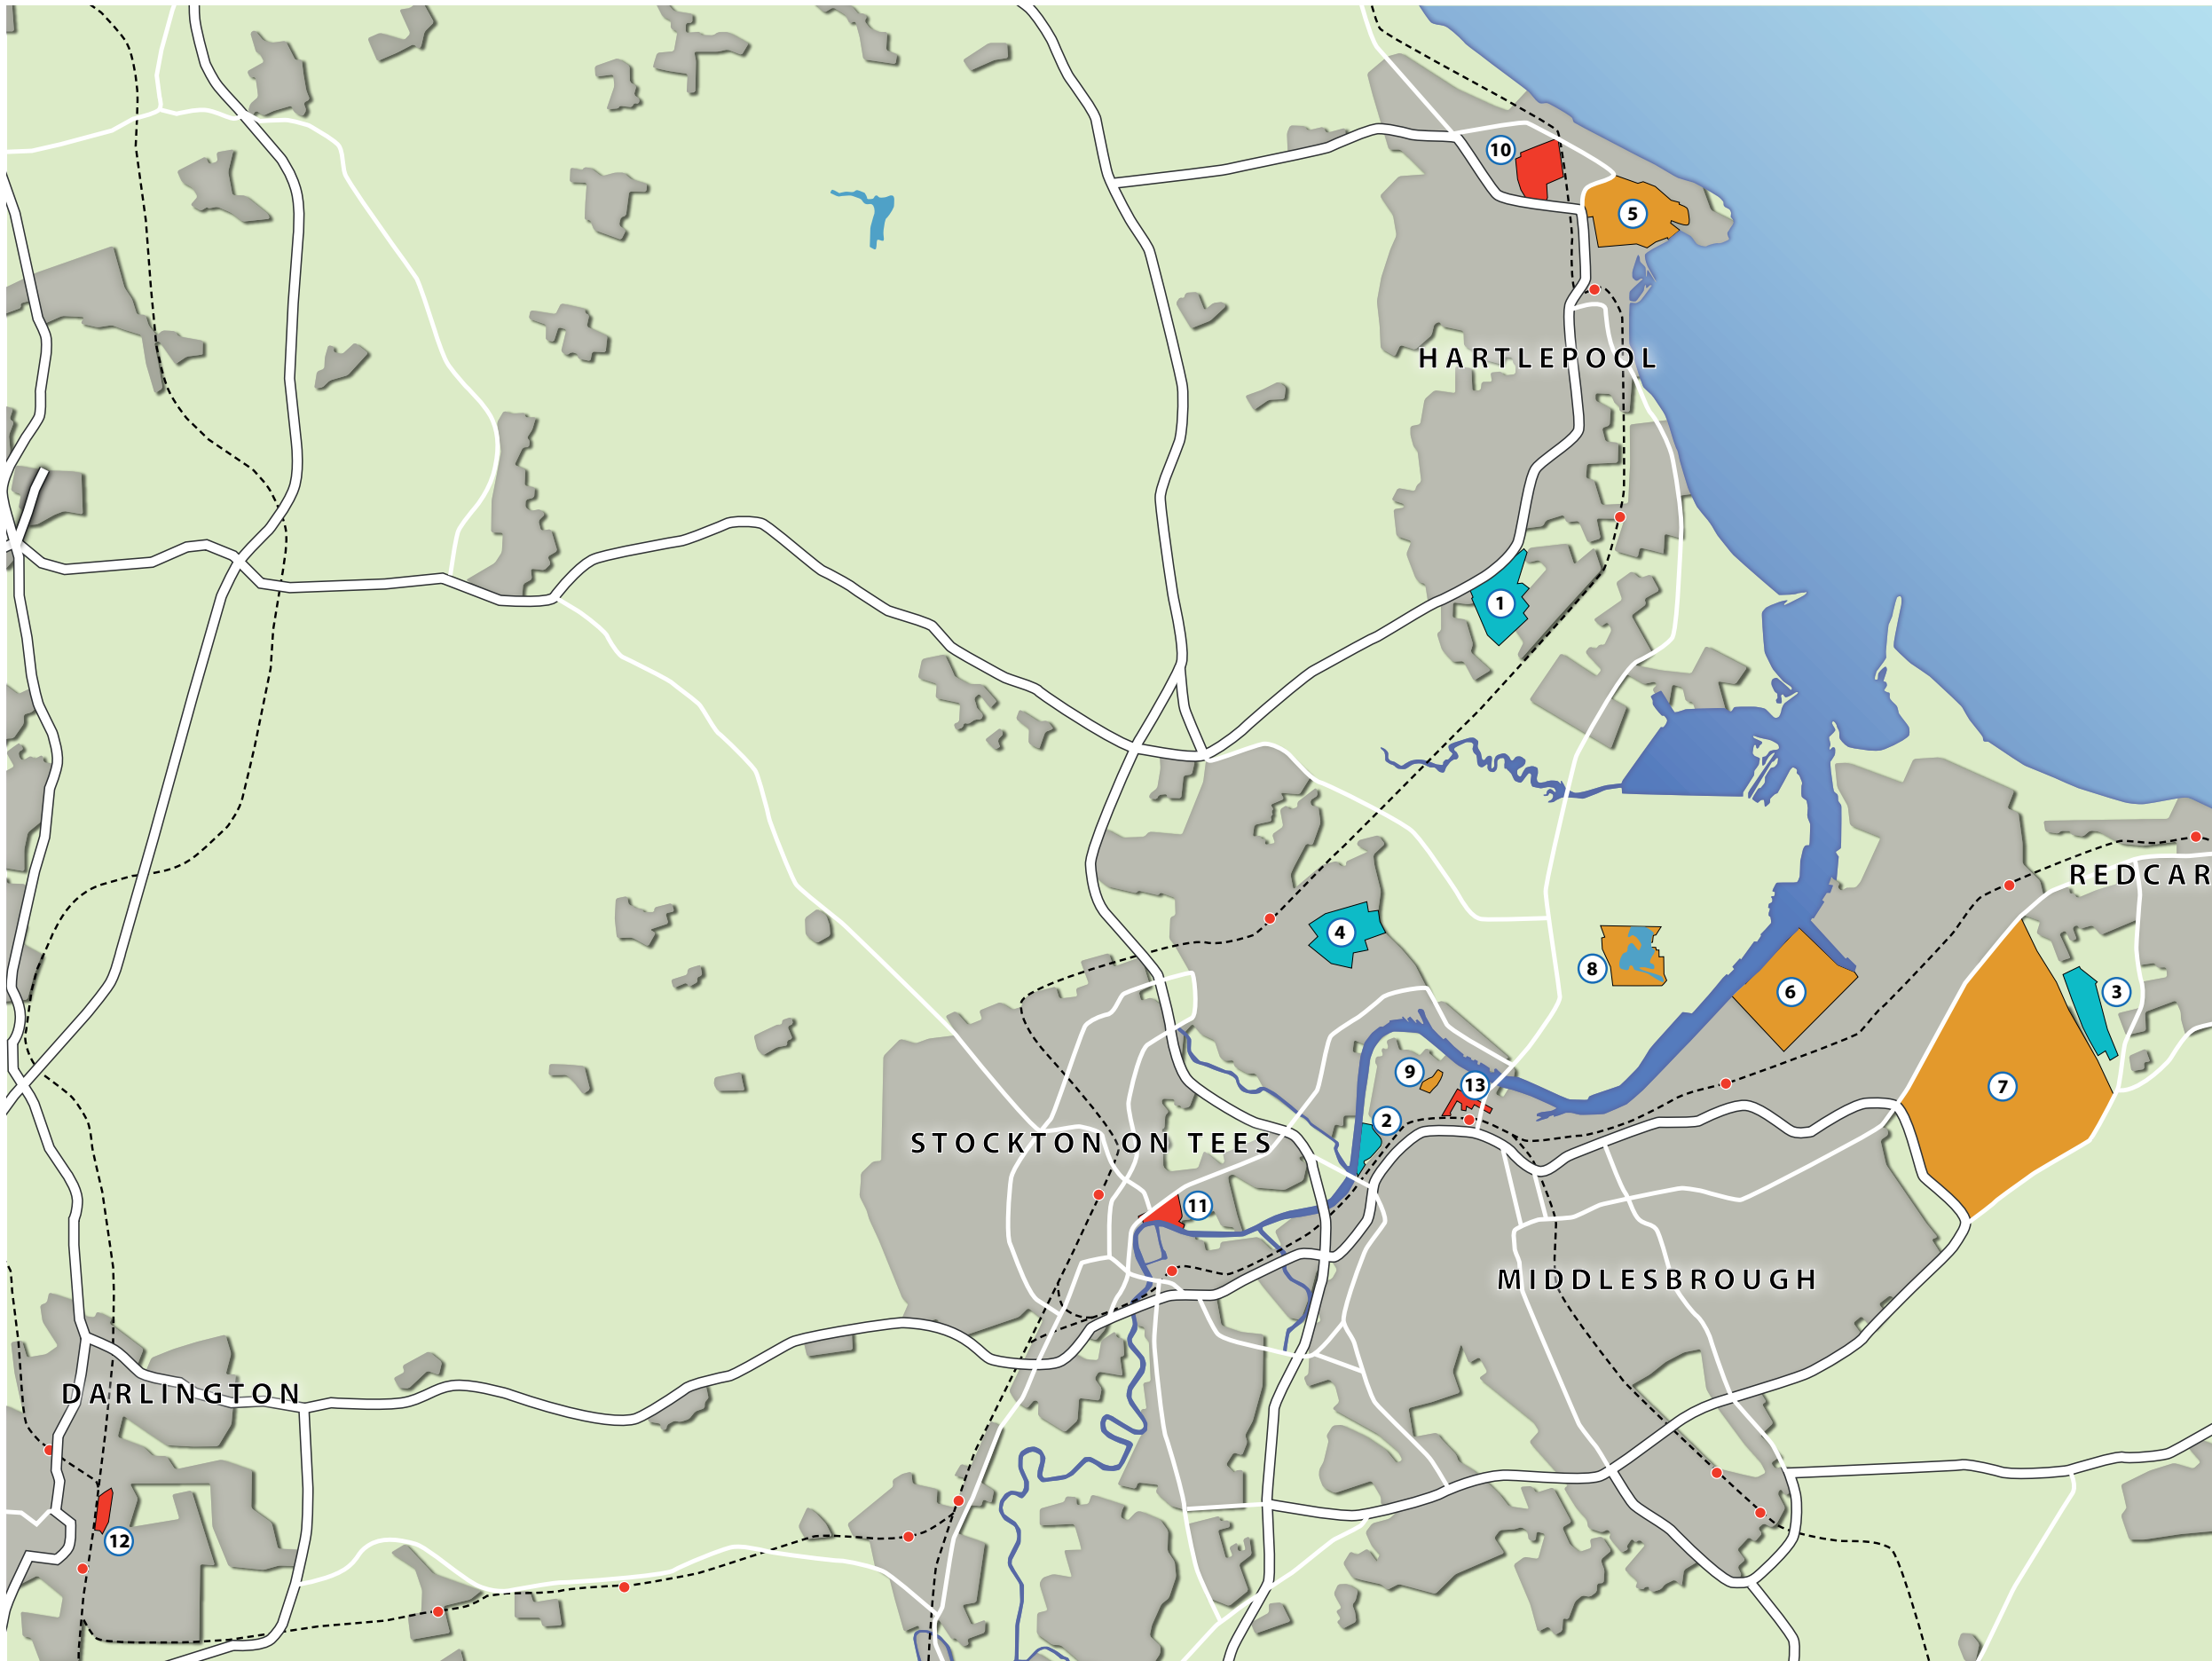 10
5
HARTLEPOOL
1
REDCAR
4
8
6
3
9
13
7
2
STOCKTON ON TEES
11
MIDDLESBROUGH
DARLINGTON
12